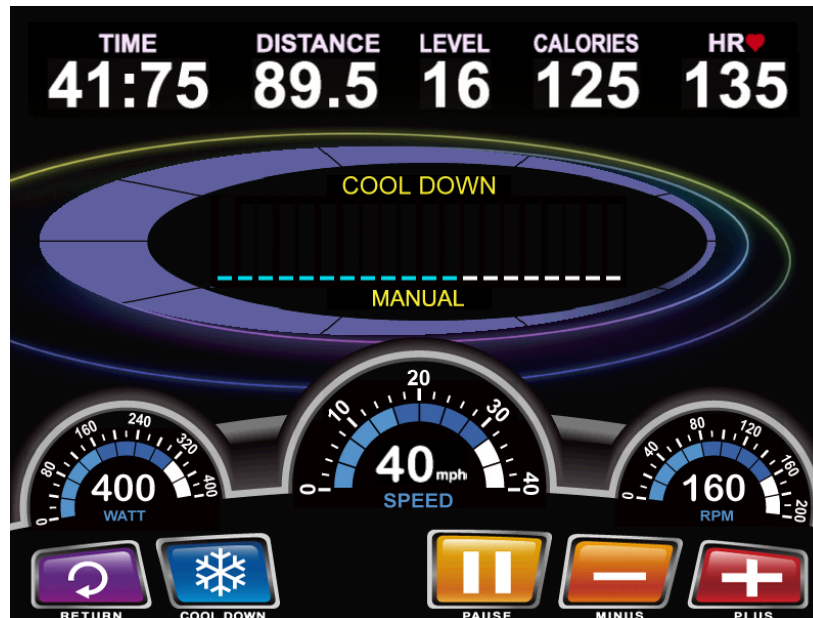 TIME DISTANCE LEVEL CALORIES HR
41:75 89.5 16 125 135
COOL DOWN
MANUAL
0 80 160 240 320 400
400
WATT
0 10 20 30 40
40 mph
SPEED
0 40 80 120 160 200
160
RPM
RETURN COOL DOWN PAUSE MINUS PLUS